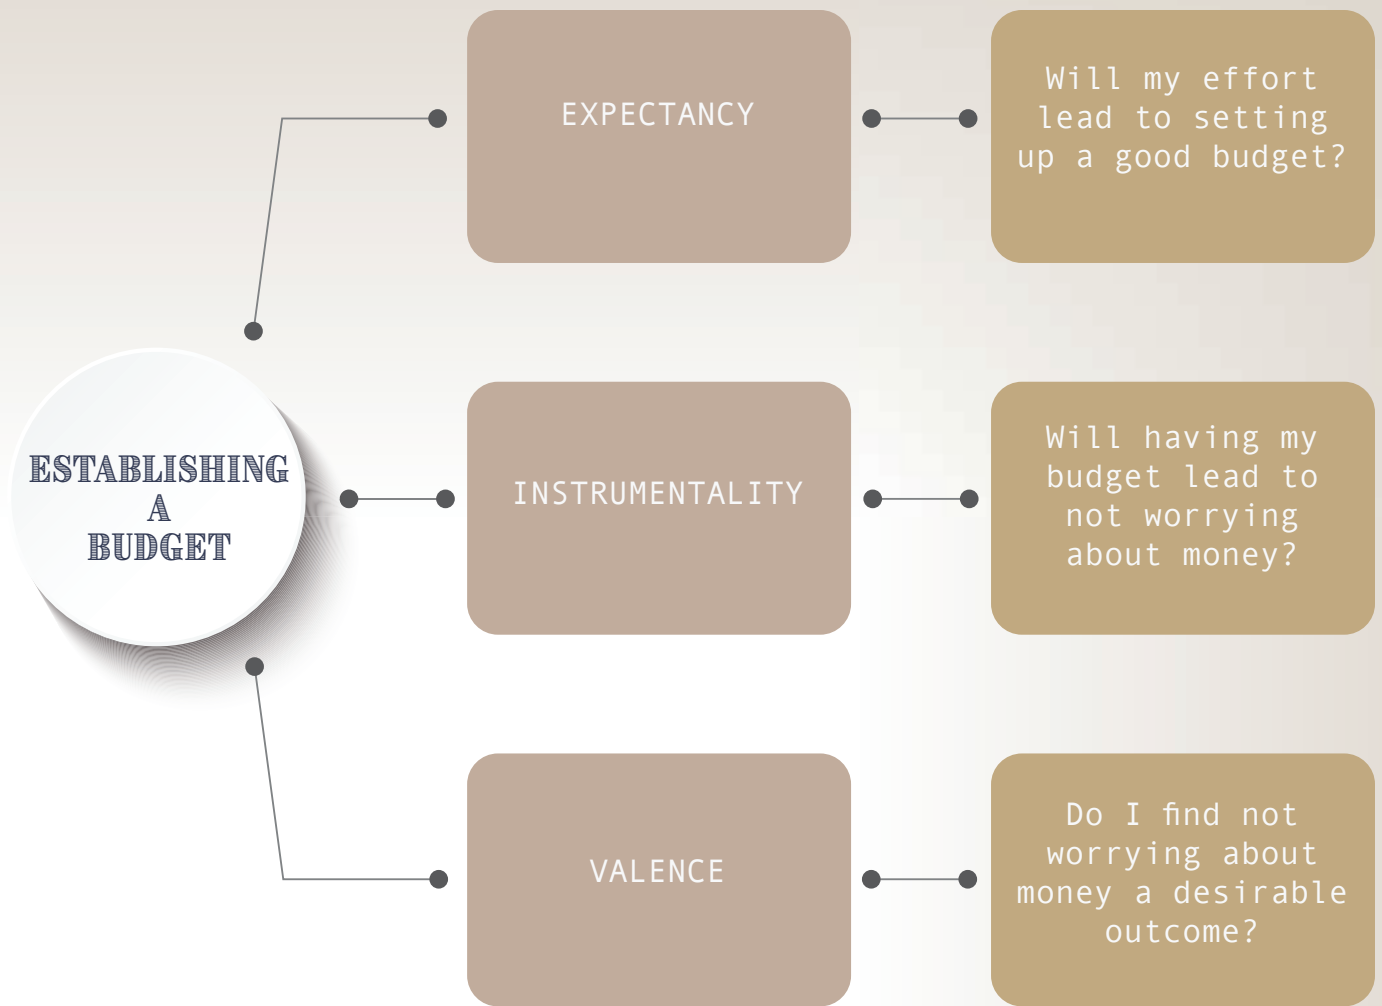 ESTABLISHING
A
BUDGET
EXPECTANCY
Will my effort
lead to setting
up a good budget?
INSTRUMENTALITY
Will having my
budget lead to
not worrying
about money?
VALENCE
Do I find not
worrying about
money a desirable
outcome?